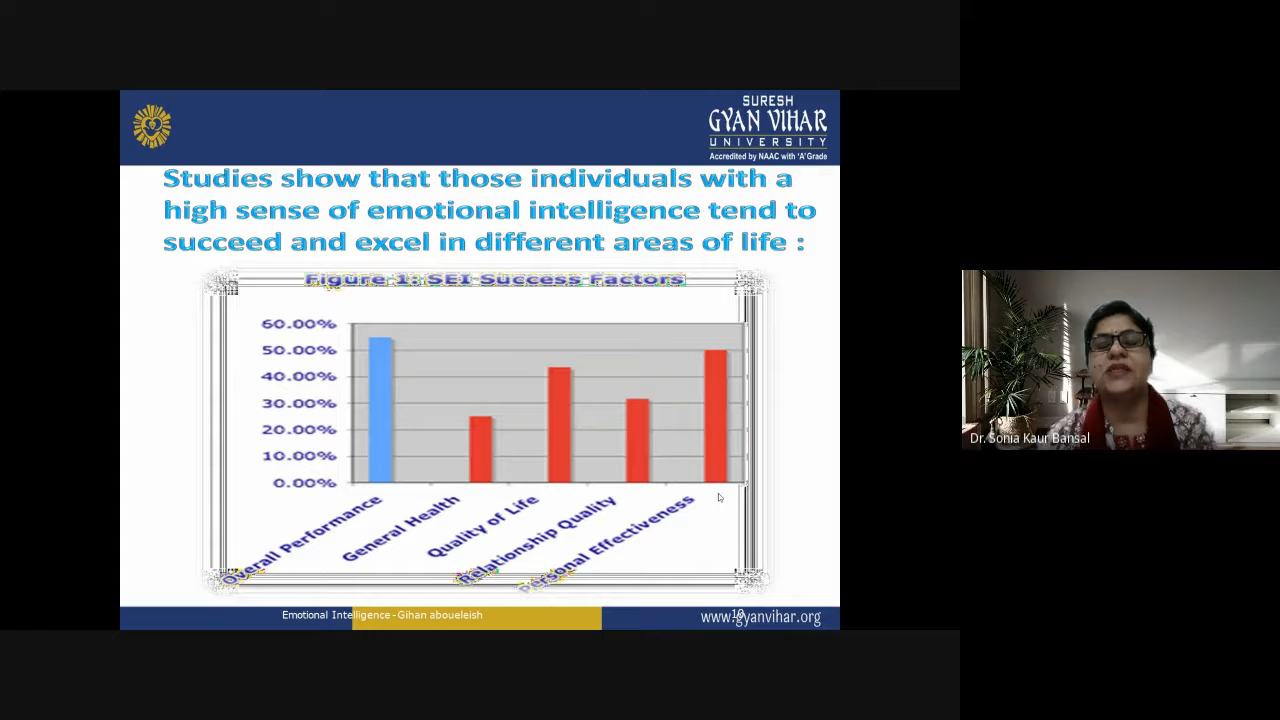 SURESH
GYAN VIHAR
UNIVERSITY
Accredited by NAAC with 'A' Grade
Studies show that those individuals with a
high sense of emotional intelligence tend to
succeed and excel in different areas of life :
Figure 1: SEI Success Factors
60.00%
50.00%
40.00%
30.00%
20.00%
10.00%
0.00%
Overall Performance
General Health
Quality of Life
Relationship Quality
Personal Effectiveness
Emotional Intelligence - Gihan aboueleish
19
www.gyanvihar.org
Dr. Sonia Kaur Bansal